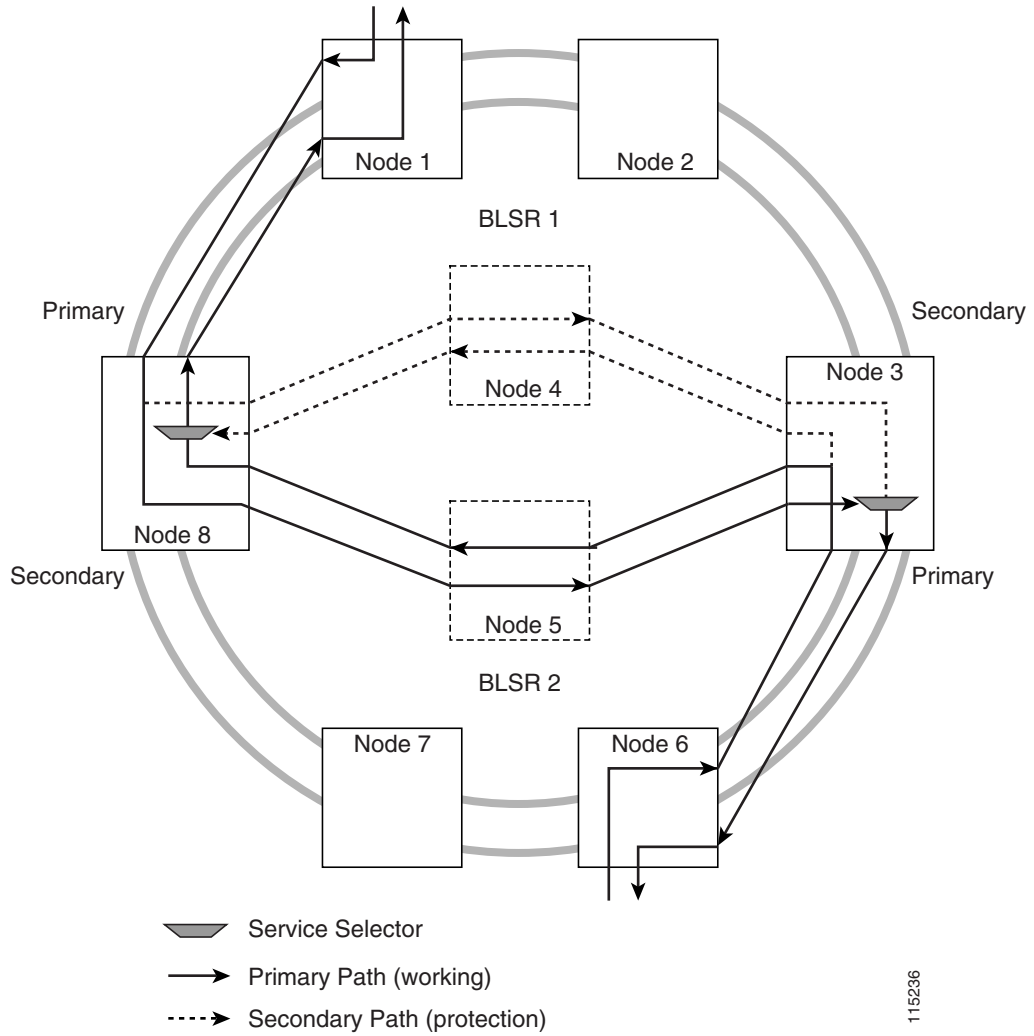 Node 1
Node 2
BLSR 1
Primary
Secondary
Node 4
Node 3
Node 8
Secondary
Primary
Node 5
BLSR 2
Node 7
Node 6
Service Selector
Primary Path (working)
Secondary Path (protection)
115236